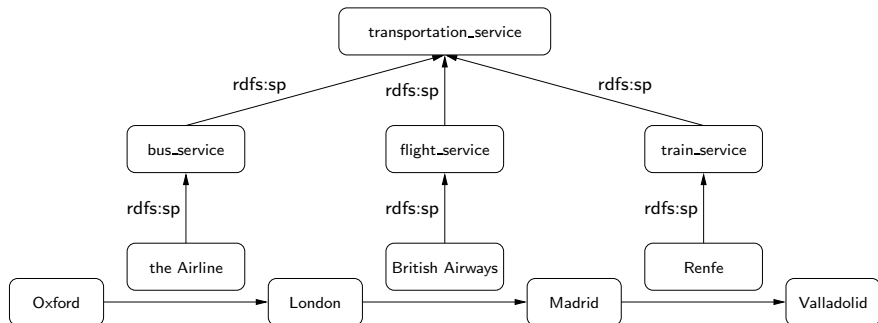 transportation_service
rdfs:sp
rdfs:sp
rdfs:sp
bus_service
flight_service
train_service
rdfs:sp
rdfs:sp
rdfs:sp
the Airline
British Airways
Renfe
Oxford
London
Madrid
Valladolid